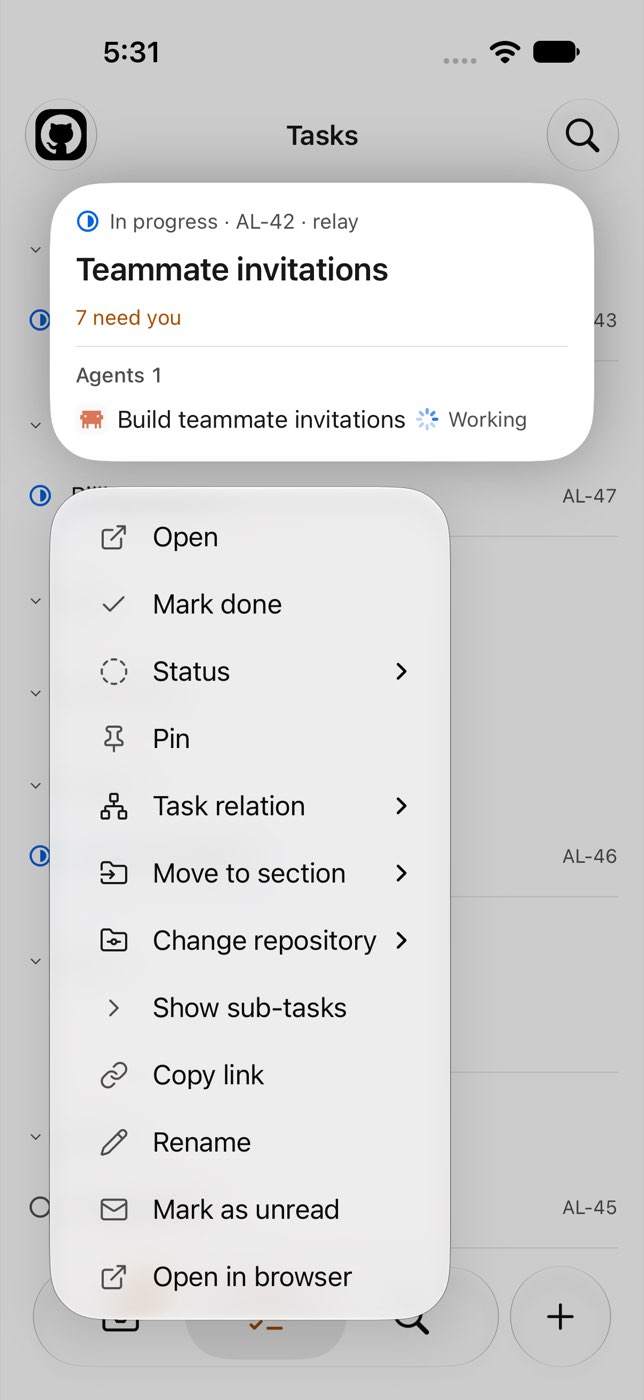 5:31
Tasks
In progress · AL-42 · relay
Teammate invitations
7 need you
43
Agents 1
Build teammate invitations Working
AL-47
Open
Mark done
Status
Pin
Task relation
AL-46
Move to section
Change repository
Show sub-tasks
Copy link
Rename
Mark as unread
AL-45
Open in browser